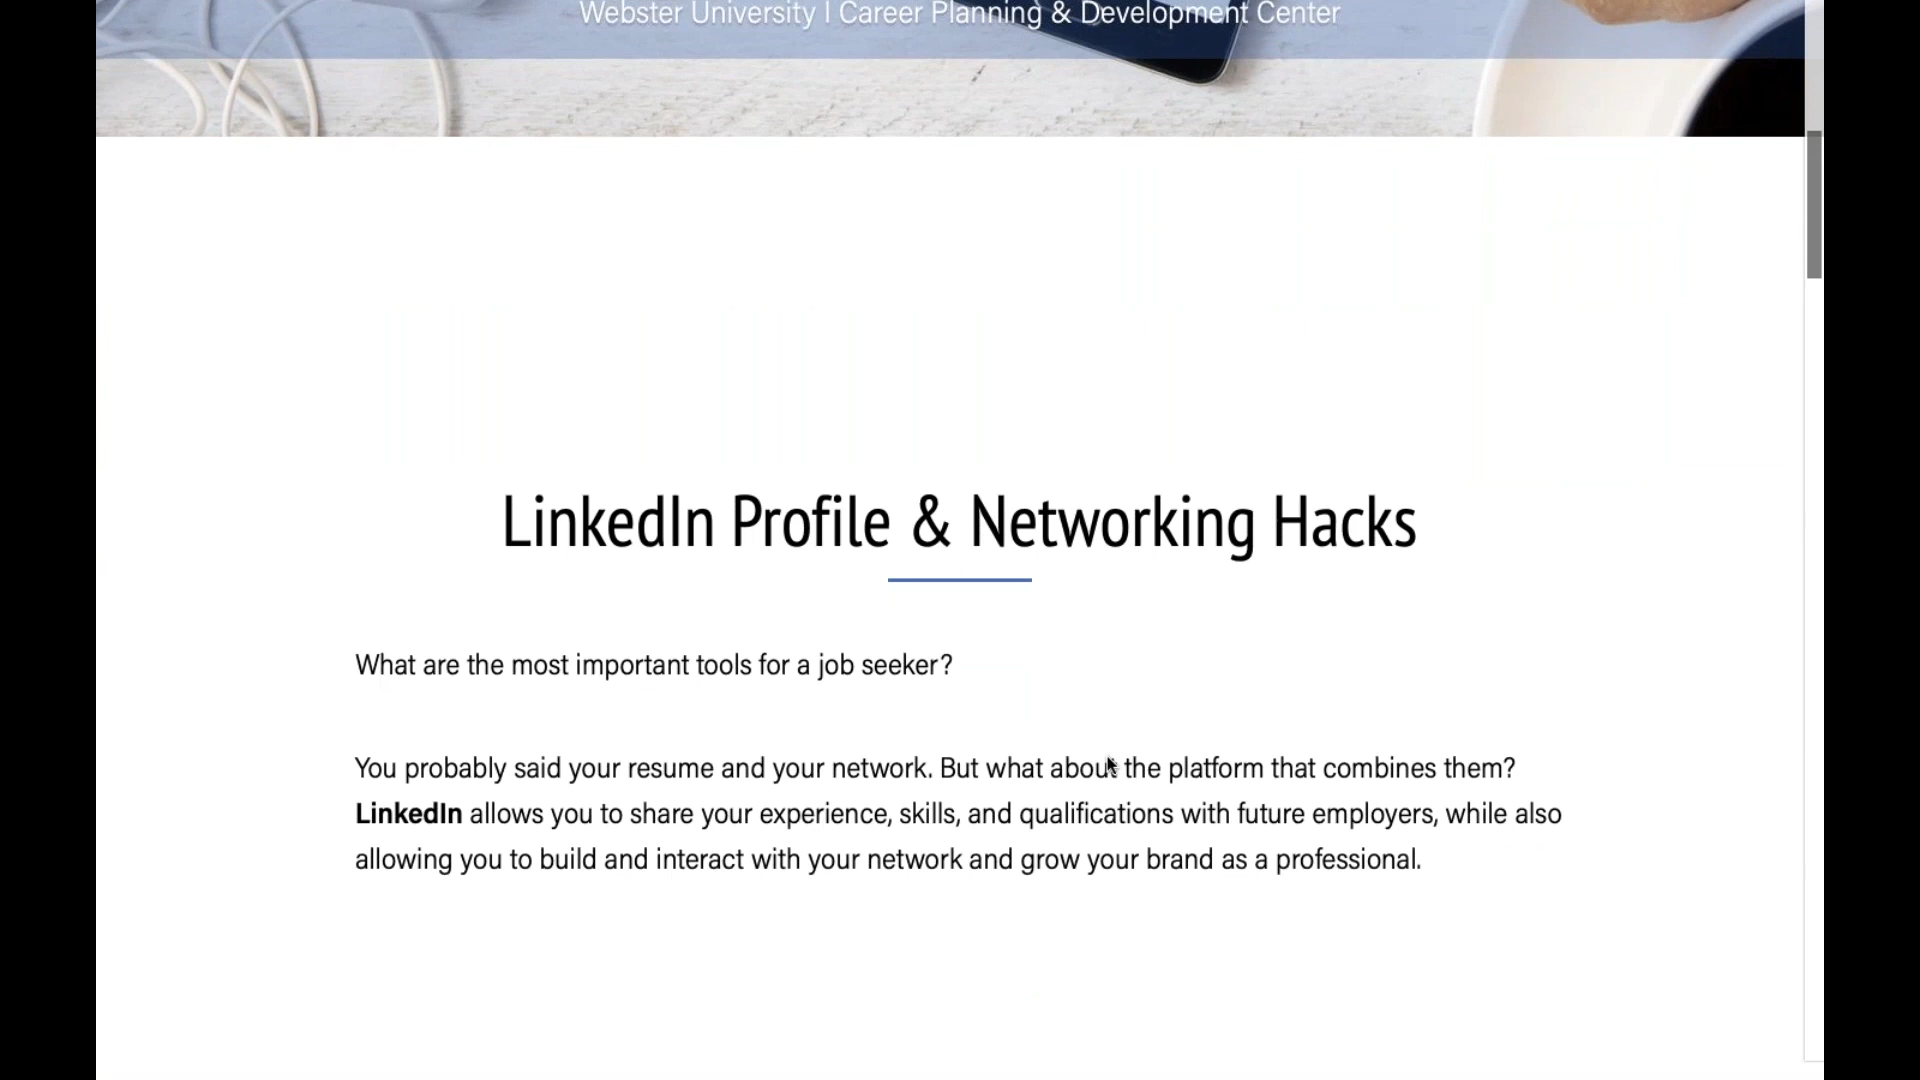 Webster University I Career Planning & Development Center
LinkedIn Profile & Networking Hacks
What are the most important tools for a job seeker?
You probably said your resume and your network. But what about the platform that combines them?
LinkedIn allows you to share your experience, skills, and qualifications with future employers, while also
allowing you to build and interact with your network and grow your brand as a professional.